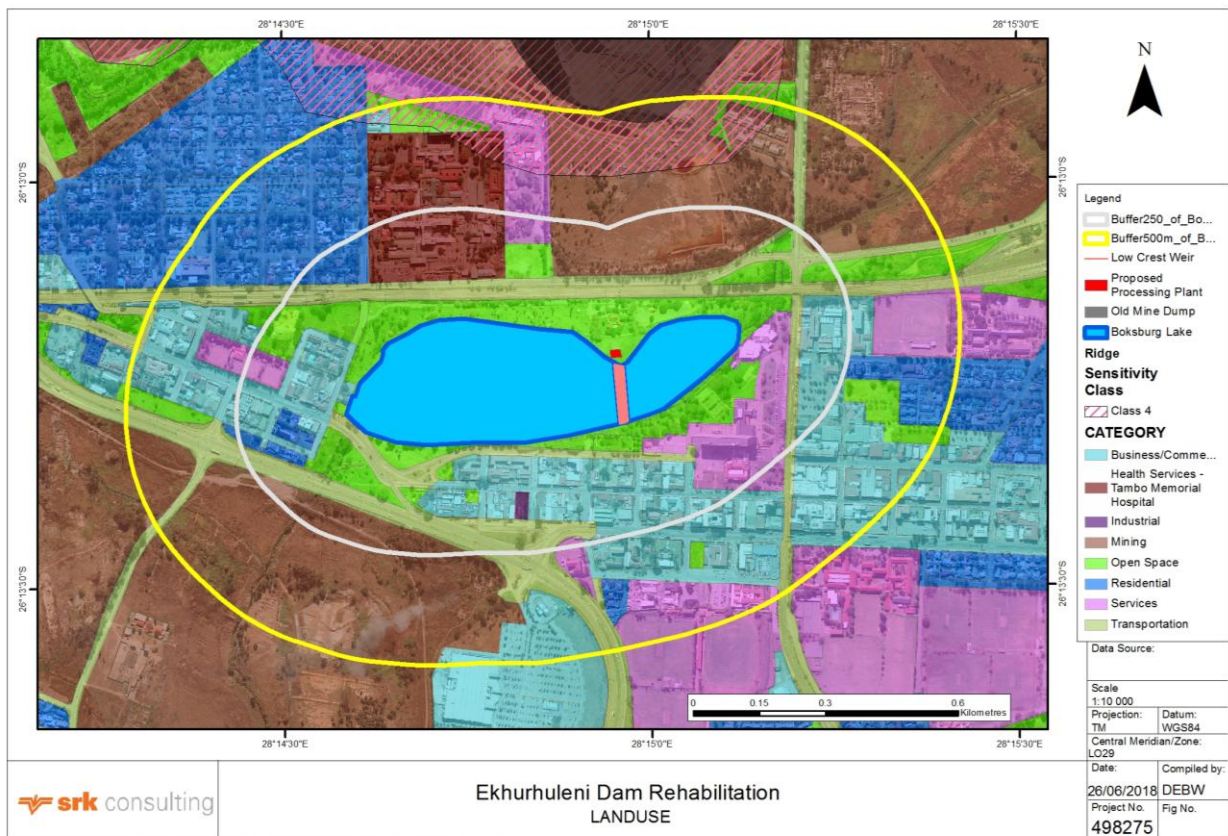 28°14'30"E
28°15'0"E
28°15'30"E
26°13'0"S
26°13'0"S
26°13'30"S
26°13'30"S
0 0.15 0.3 0.6
Kilometres
28°14'30"E
28°15'0"E
28°15'30"E
N
Legend
Buffer250_of_Bo...
Buffer500m_of_B...
Low Crest Weir
Proposed
Processing Plant
Old Mine Dump
Boksburg Lake
Ridge
Sensitivity
Class
Class 4
CATEGORY
Business/Comme...
Health Services -
Tambo Memorial
Hospital
Industrial
Mining
Open Space
Residential
Services
Transportation
Data Source:
Scale
1:10 000
Projection: Datum:
TM WGS84
Central Meridian/Zone:
LO29
Date: Compiled by:
26/06/2018 DEBW
Project No. Fig No.
498275
srk consulting
Ekhurhuleni Dam Rehabilitation
LANDUSE